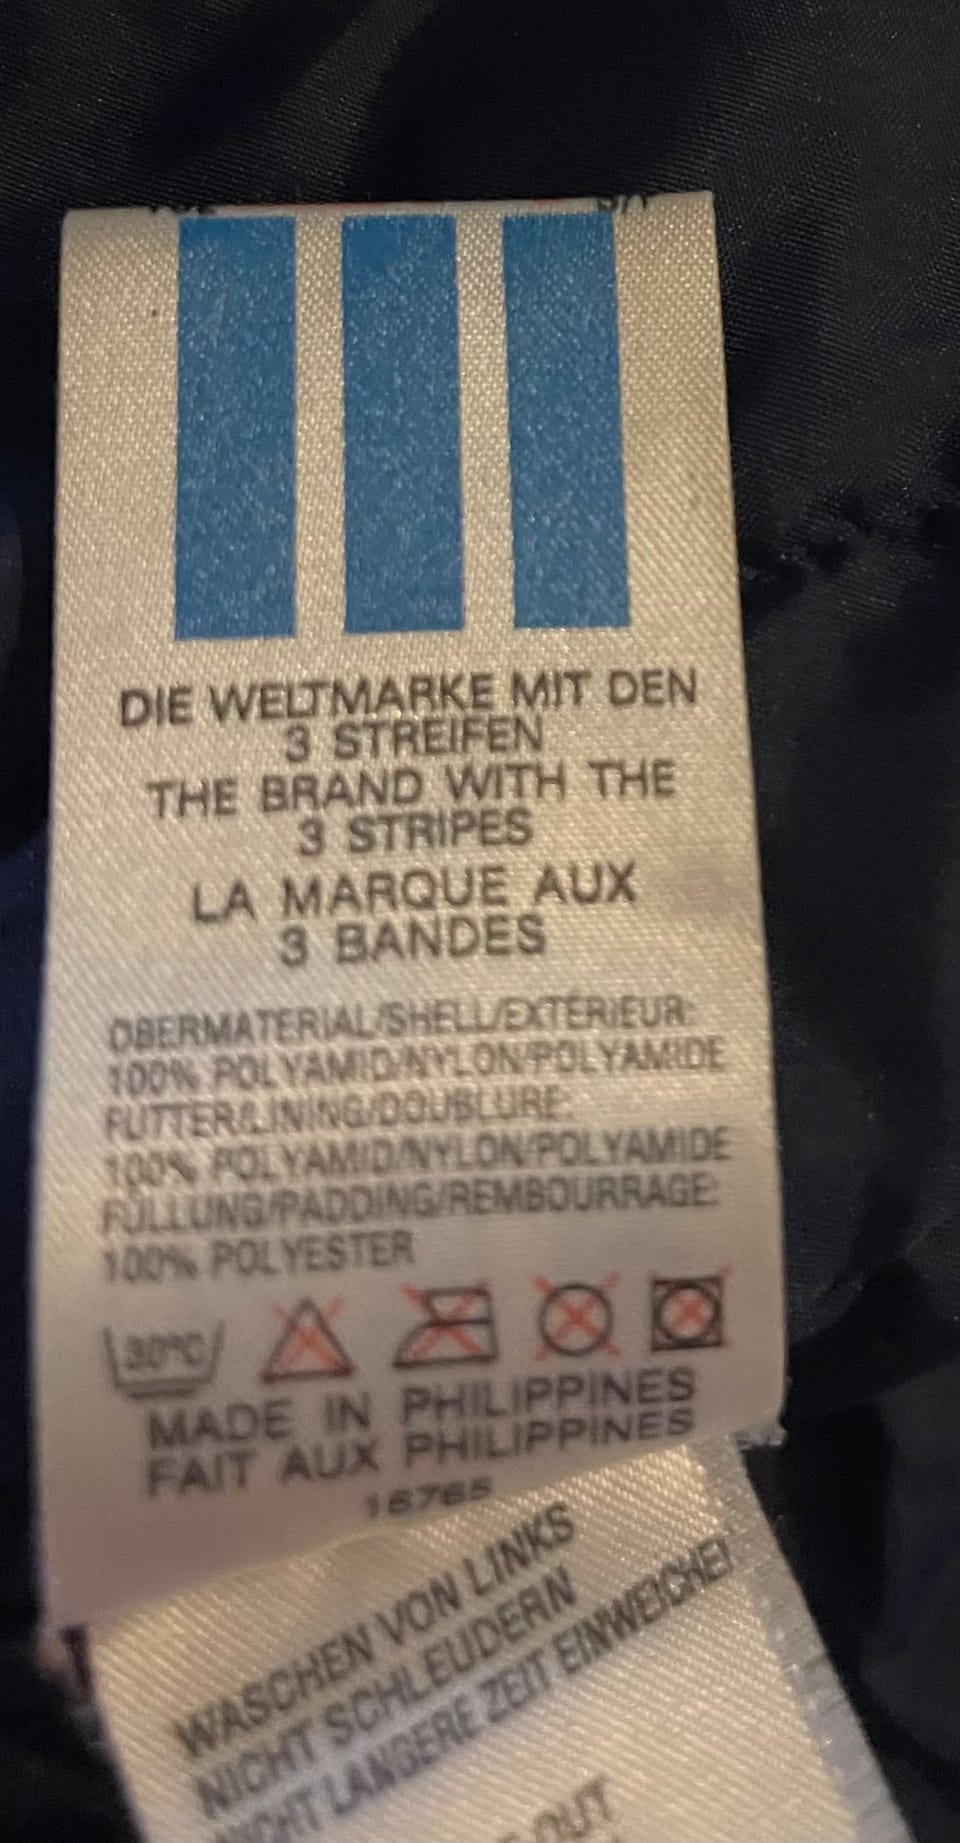 DIE WELTMARKE MIT DEN
3 STREIFEN
THE BRAND WITH THE
3 STRIPES
LA MARQUE AUX
3 BANDES
OBERMATERIAL/SHELL/EXTÉRIEUR:
100% POLYAMID/NYLON/POLYAMIDE
FUTTER/LINING/DOUBLURE:
100% POLYAMID/NYLON/POLYAMIDE
FÜLLUNG/PADDING/REMBOURRAGE:
100% POLYESTER
30°C
MADE IN PHILIPPINES
FAIT AUX PHILIPPINES
16765
WASCHEN VON LINKS
NICHT SCHLEUDERN
LANGERE ZEIT